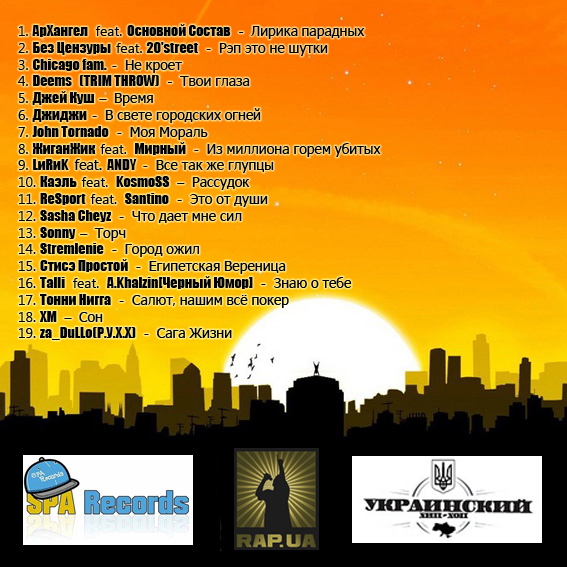 1. АрХангел feat. Основной Состав - Лирика парадных
2. Без Цензуры feat. 20'street - Рэп это не шутки
3. Chicago fam. - Не кроет
4. Deems (TRIM THROW) - Твои глаза
5. Джей Куш – Время
6. Джиджи - В свете городских огней
7. John Tornado - Моя Мораль
8. ЖиганЖик feat. Мирный - Из миллиона горем убитых
9. LиRиK feat. ANDY - Все так же глупцы
10. Каэль feat. KosmoSS – Рассудок
11. ReSport feat. Santino - Это от души
12. Sasha Cheyz - Что дает мне сил
13. Sonny – Торч
14. Stremlenie - Город ожил
15. Стисэ Простой - Египетская Вереница
16. Talli feat. A.Khalzin[Черный Юмор] - Знаю о тебе
17. Тонни Нигга - Салют, нашим всё покер
18. ХМ – Сон
19. za_DuLLo(Р.У.Х.Х) - Сага Жизни
SPA Records
SPA Records
RAP.UA
УКРАИНСКИЙ
ХИП-ХОП